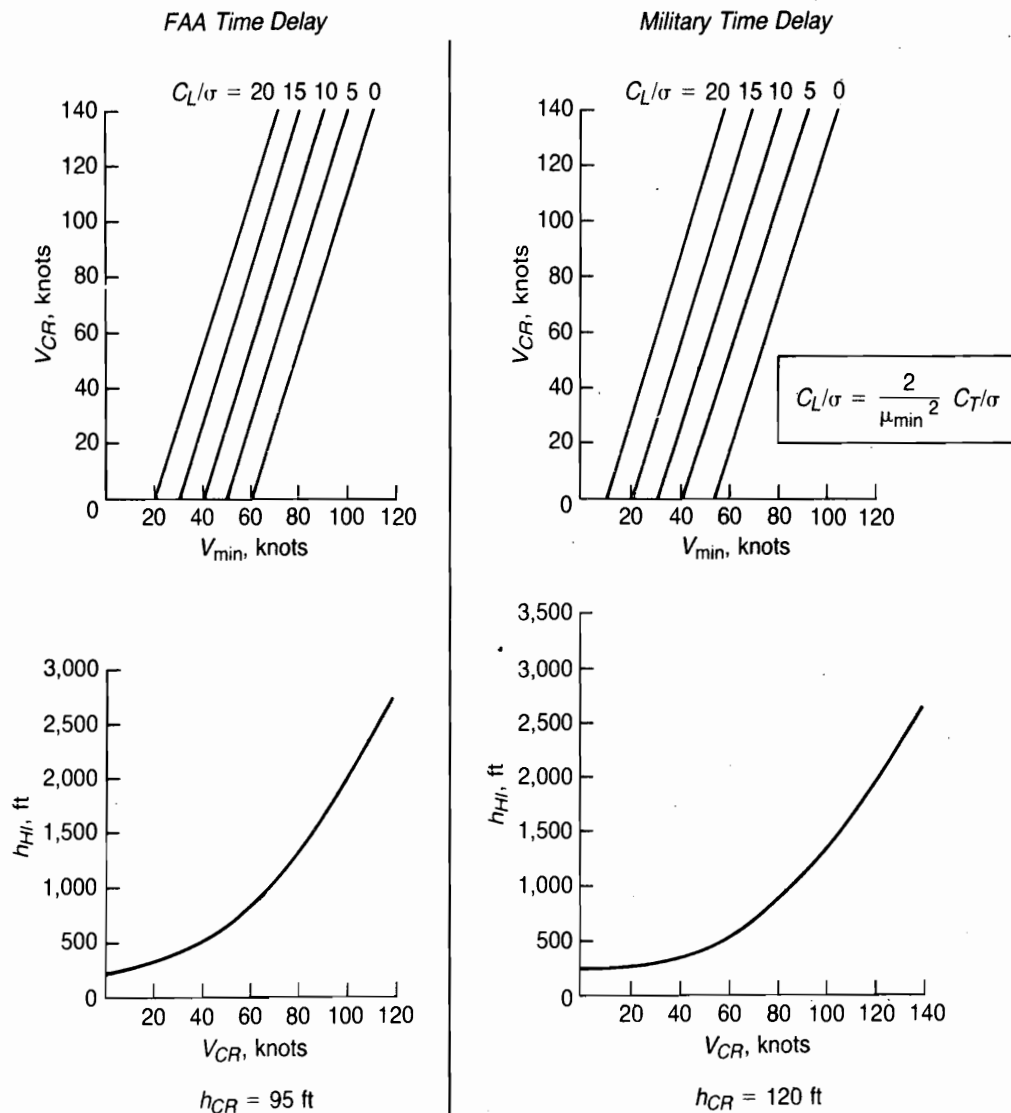 FAA Time Delay
C_L/σ = 20 15 10 5 0
140
120
100
80
60
40
20
0
V_CR, knots
20 40 60 80 100 120
V_min, knots
3,000
2,500
2,000
1,500
1,000
500
0
h_HI, ft
20 40 60 80 100 120
V_CR, knots
h_CR = 95 ft
Military Time Delay
C_L/σ = 20 15 10 5 0
140
120
100
80
60
40
20
0
V_CR, knots
20 40 60 80 100 120
V_min, knots
C_L/σ = 2/μ_min² C_T/σ
3,500
3,000
2,500
2,000
1,500
1,000
500
0
h_HI, ft
20 40 60 80 100 120 140
V_CR, knots
h_CR = 120 ft